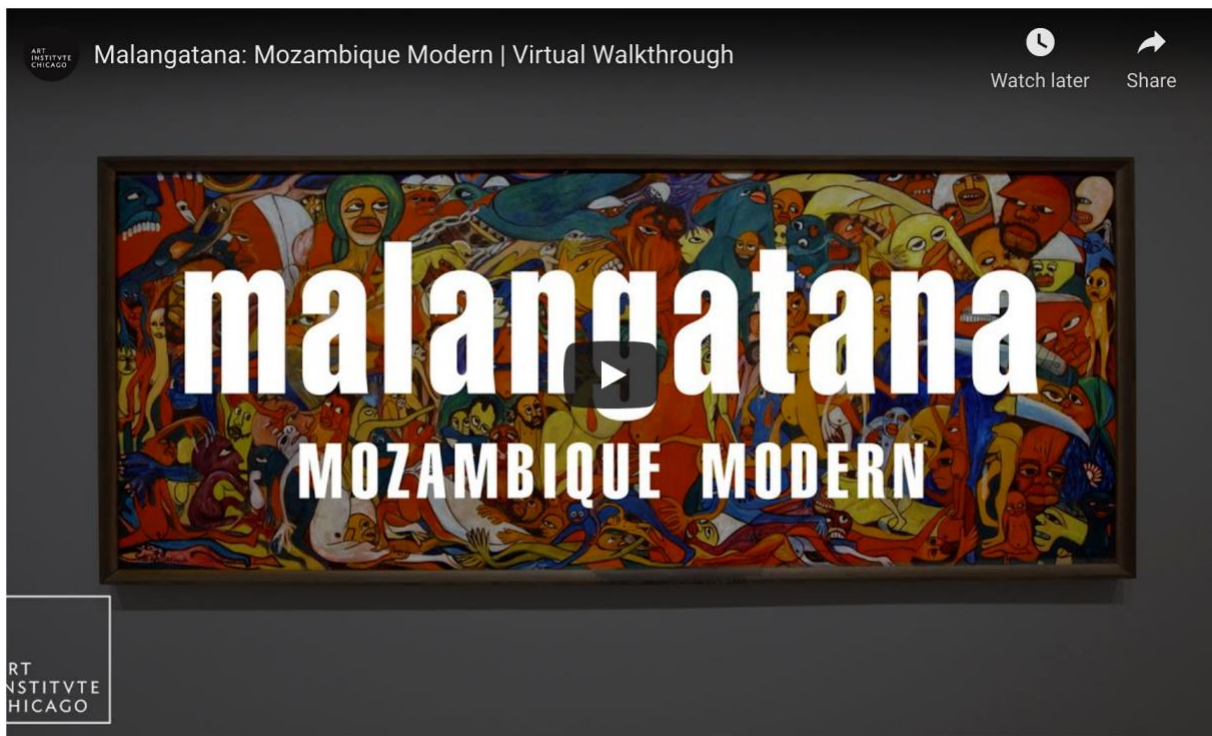 ART
INSTITVTE
CHICAGO
Malangatana: Mozambique Modern | Virtual Walkthrough
Watch later
Share
malangatana
MOZAMBIQUE MODERN
RT
NSTITVTE
HICAGO